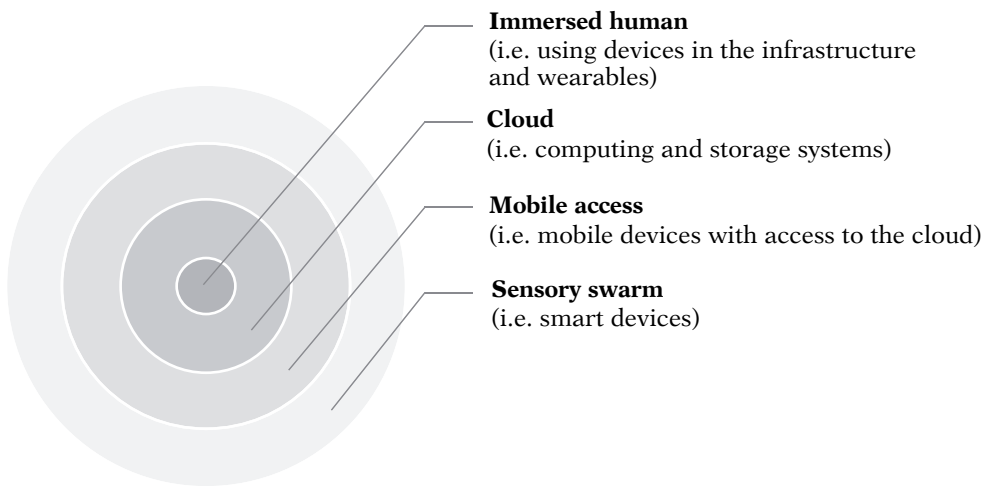 Immersed human
(i.e. using devices in the infrastructure
and wearables)
Cloud
(i.e. computing and storage systems)
Mobile access
(i.e. mobile devices with access to the cloud)
Sensory swarm
(i.e. smart devices)